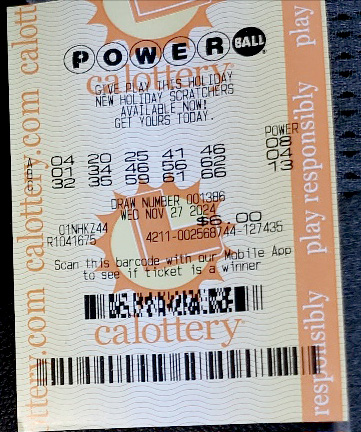 POWERBALL
calottery
GIVE PLAY THIS HOLIDAY
NEW HOLIDAY SCRATCHERS
AVAILABLE NOW!
GET YOURS TODAY.
POWER
A 04 20 25 41 46 08
B 01 34 46 56 62 04
C 32 35 59 61 66 13
DRAW NUMBER 001386
WED NOV 27 2024
$6.00
01NHKZ44
R1041675 4211-002568744-127435
Scan this barcode with our Mobile App
to see if ticket is a winner
calottery
calott
calottery.com
ttery.com
play
play responsibly
responsibly